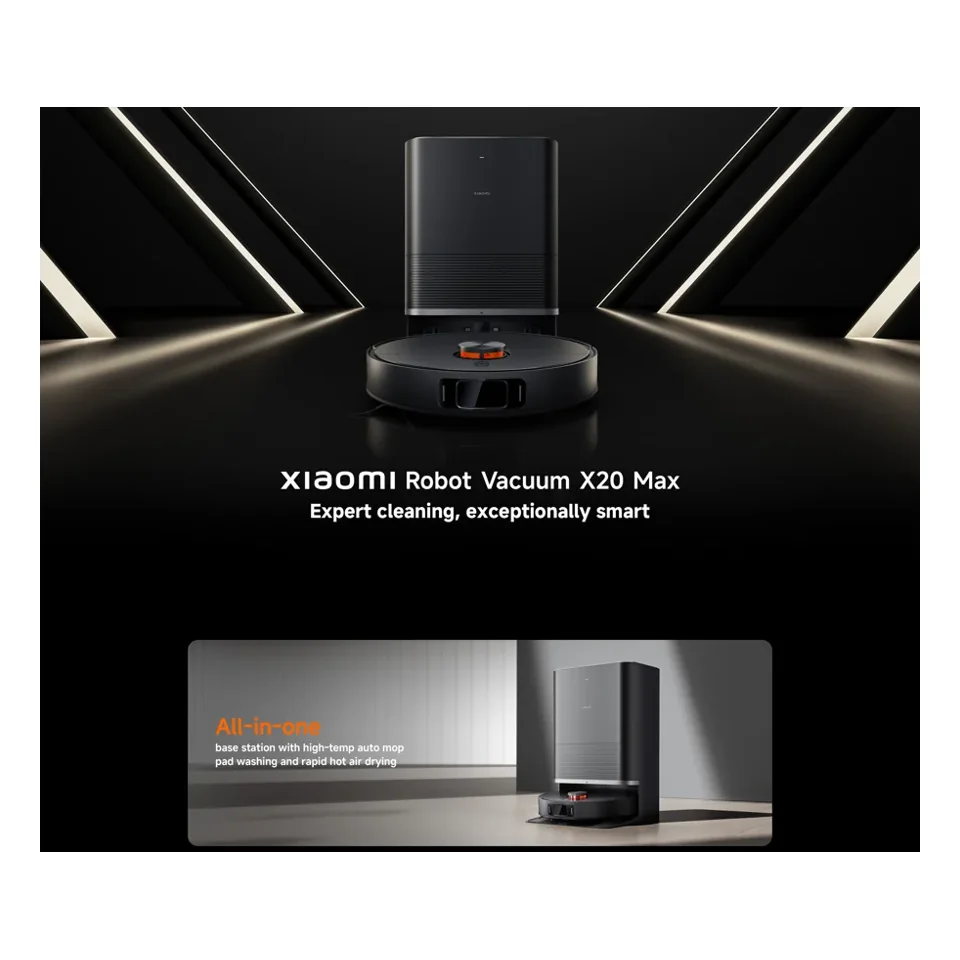 xiaomi
xiaomi Robot Vacuum X20 Max
Expert cleaning, exceptionally smart
All-in-one
base station with high-temp auto mop
pad washing and rapid hot air drying